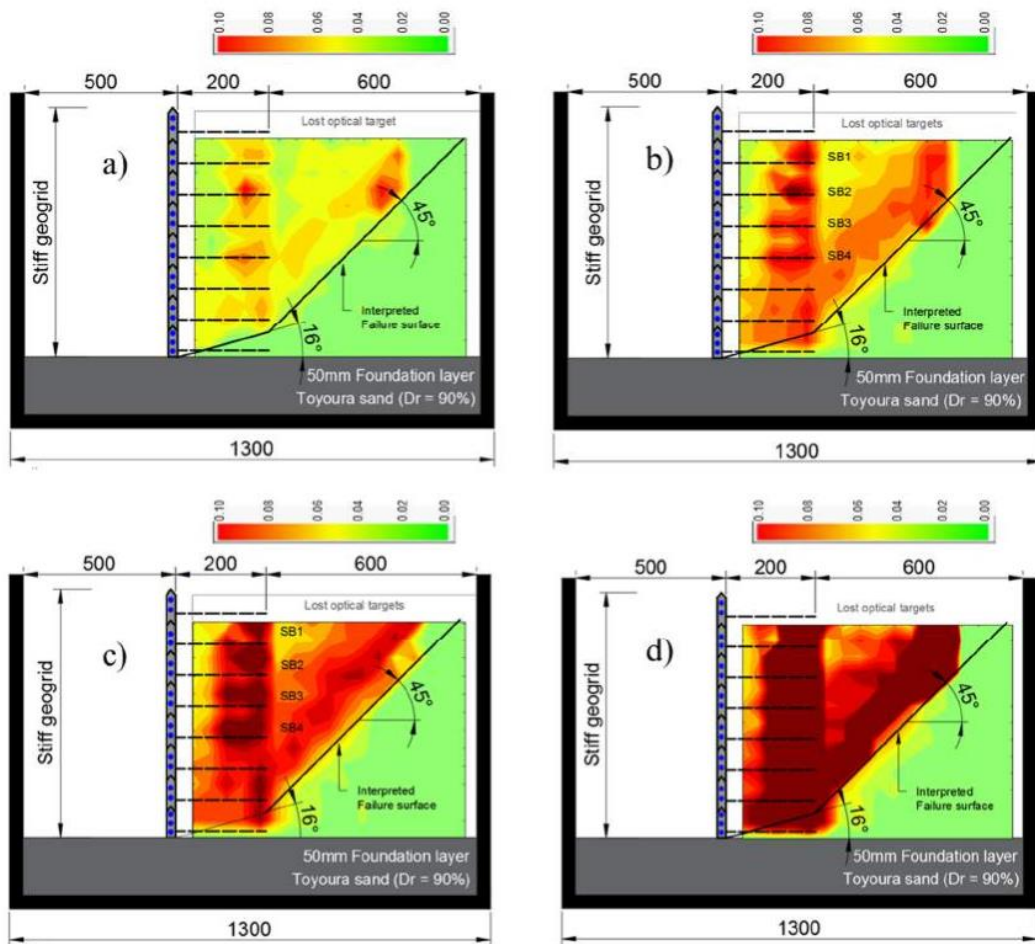 0.10 0.08 0.06 0.04 0.02 0.00
500 200 600
Lost optical target
Stiff geogrid
a)
45°
16°
Interpreted
Failure surface
50mm Foundation layer
Toyoura sand (Dr = 90%)
1300
0.10 0.08 0.06 0.04 0.02 0.00
500 200 600
Lost optical targets
Stiff geogrid
b)
SB1
SB2
SB3
SB4
45°
16°
Interpreted
Failure surface
50mm Foundation layer
Toyoura sand (Dr = 90%)
1300
0.10 0.08 0.06 0.04 0.02 0.00
500 200 600
Lost optical targets
Stiff geogrid
c)
SB1
SB2
SB3
SB4
45°
16°
Interpreted
Failure surface
50mm Foundation layer
Toyoura sand (Dr = 90%)
1300
0.10 0.08 0.06 0.04 0.02 0.00
500 200 600
Lost optical targets
Stiff geogrid
d)
45°
16°
Interpreted
Failure surface
50mm Foundation layer
Toyoura sand (Dr = 90%)
1300